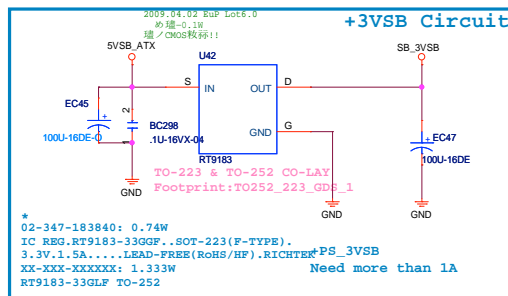 2009.04.02 EuP Lot6.0
-0.1W
CMOS !!
+3VSB Circuit
5VSB_ATX
SB_3VSB
U42
S
IN
OUT
D
GND
G
RT9183
EC45
100U-16DE-O
2
1
BC298
.1U-16VX-04
EC47
100U-16DE
GND
GND
GND
TO-223 & TO-252 CO-LAY
Footprint:TO252_223_GDS_1
*
02-347-183840: 0.74W
IC REG.RT9183-33GGF..SOT-223(F-TYPE).
3.3V.1.5A.....LEAD-FREE(RoHS/HF).RICHTEK
XX-XXX-XXXXXX: 1.333W
RT9183-33GLF TO-252
+PS_3VSB
Need more than 1A